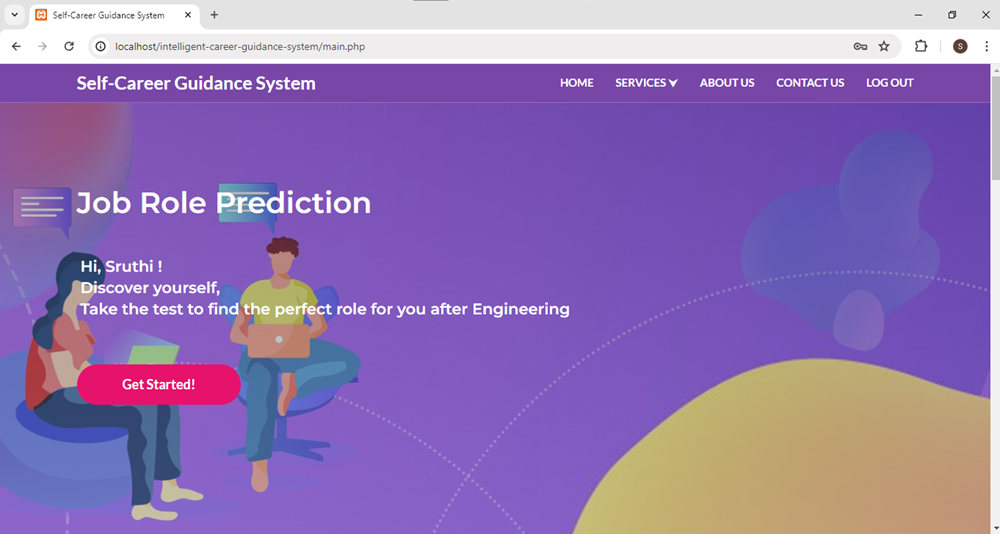 Self-Career Guidance System
localhost/intelligent-career-guidance-system/main.php
S
Self-Career Guidance System
HOME SERVICES ABOUT US CONTACT US LOG OUT
Job Role Prediction
Hi, Sruthi !
Discover yourself,
Take the test to find the perfect role for you after Engineering
Get Started!